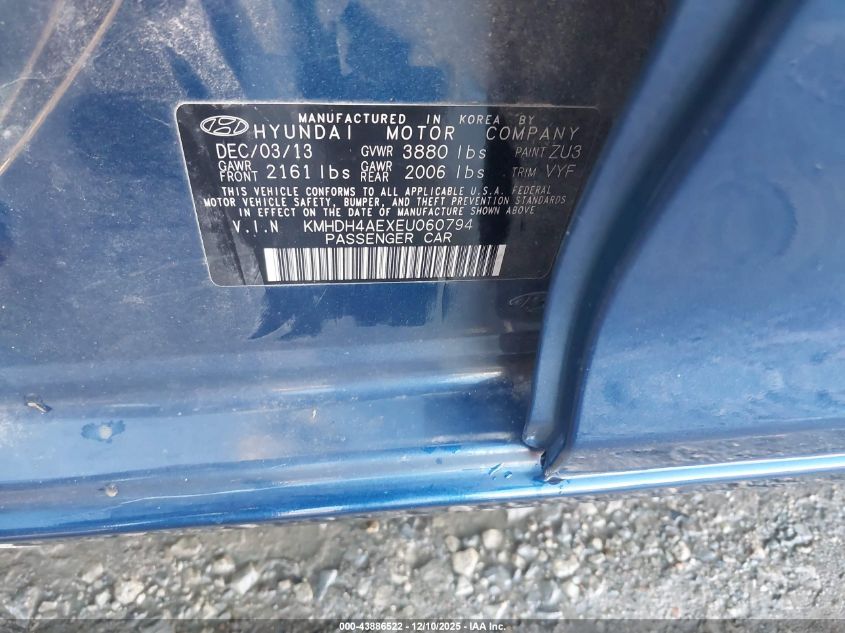 MANUFACTURED IN KOREA BY
HYUNDAI MOTOR COMPANY
DEC/03/13 GVWR 3880 lbs PAINT ZU3
GAWR FRONT 2161 lbs GAWR REAR 2006 lbs TRIM VYF
THIS VEHICLE CONFORMS TO ALL APPLICABLE U.S.A. FEDERAL
MOTOR VEHICLE SAFETY, BUMPER, AND THEFT PREVENTION STANDARDS
IN EFFECT ON THE DATE OF MANUFACTURE SHOWN ABOVE
V.I.N KMHDH4AEXEU060794
PASSENGER CAR
000-43886522 - 12/10/2025 - IAA Inc.